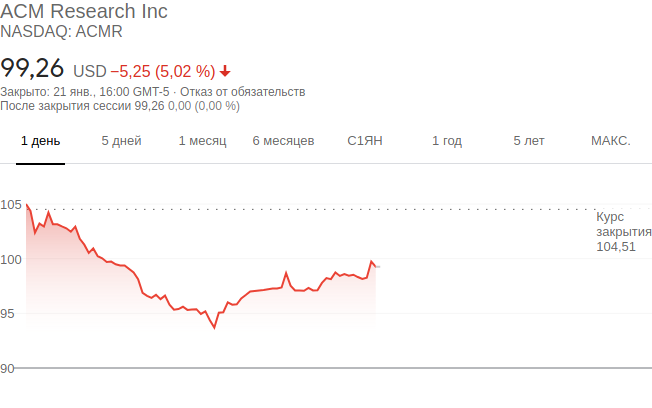 ACM Research Inc
NASDAQ: ACMR
99,26 USD −5,25 (5,02 %)
Закрыто: 21 янв., 16:00 GMT-5 · Отказ от обязательств
После закрытия сессии 99,26 0,00 (0,00 %)
1 день 5 дней 1 месяц 6 месяцев С1ЯН 1 год 5 лет МАКС.
105
100
95
90
Курс
закрытия
104,51